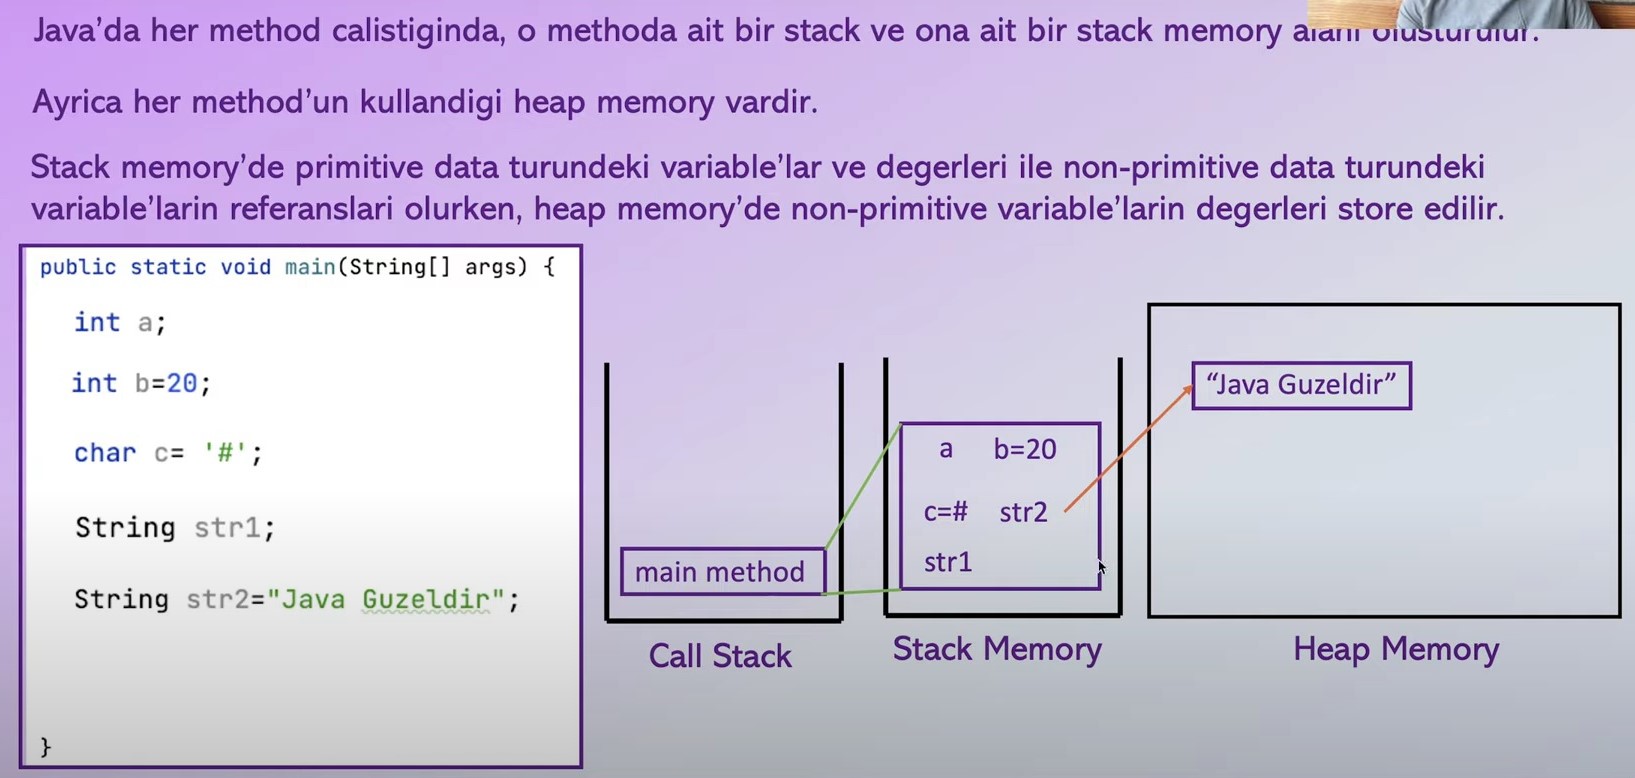 Java'da her method calistiginda, o methoda ait bir stack ve ona ait bir stack memory alani olusturulur.
Ayrica her method'un kullandigi heap memory vardir.
Stack memory'de primitive data turundeki variable'lar ve degerleri ile non-primitive data turundeki
variable'larin referanslari olurken, heap memory'de non-primitive variable'larin degerleri store edilir.
public static void main(String[] args) {
int a;
int b=20;
char c= '#';
String str1;
String str2="Java Guzeldir";
}
main method
Call Stack
a b=20
c=# str2
str1
Stack Memory
“Java Guzeldir”
Heap Memory